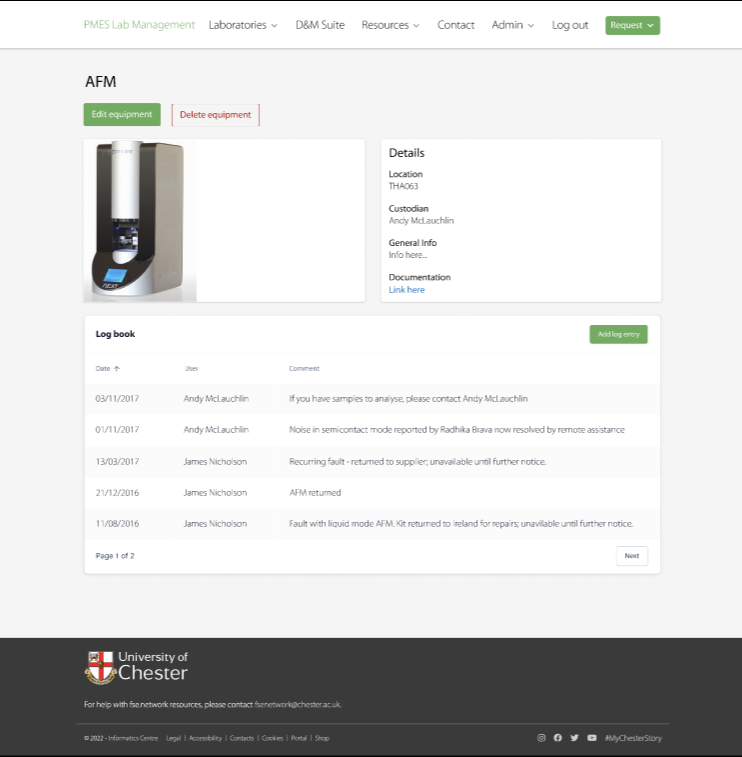 PMES Lab Management Laboratories D&M Suite Resources Contact Admin Log out Request
AFM
Edit equipment Delete equipment
NEXT
Details
Location
THA063
Custodian
Andy McLauchlin
General Info
Info here...
Documentation
Link here
Log book Add log entry
Date User Comment
03/11/2017 Andy McLauchlin If you have samples to analyse, please contact Andy McLauchlin
01/11/2017 Andy McLauchlin Noise in semicontact mode reported by Radhika Brava now resolved by remote assistance
13/03/2017 James Nicholson Recurring fault - returned to supplier; unavailable until further notice.
21/12/2016 James Nicholson AFM returned
11/08/2016 James Nicholson Fault with liquid mode AFM. Kit returned to Ireland for repairs; unavilable until further notice.
Page 1 of 2 Next
University of
Chester
For help with fse.network resources, please contact fsenetwork@chester.ac.uk.
© 2022 - Informatics Centre Legal | Accessibility | Contacts | Cookies | Portal | Shop #MyChesterStory